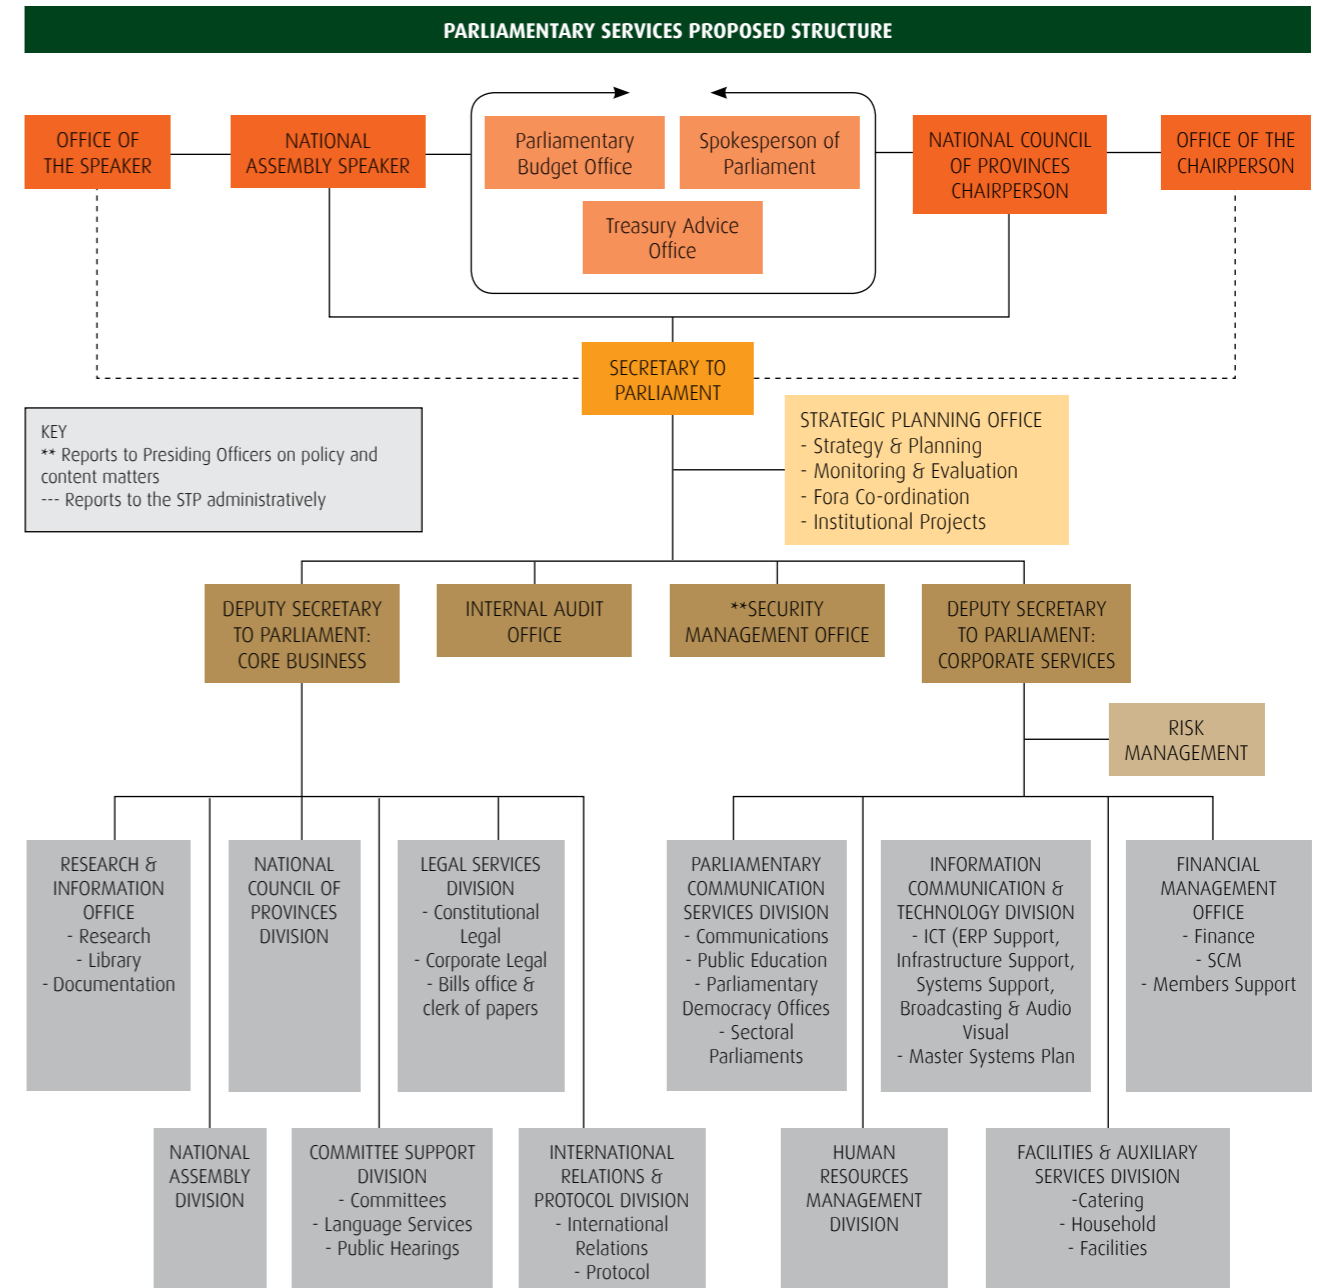 PARLIAMENTARY SERVICES PROPOSED STRUCTURE
OFFICE OF
THE SPEAKER
NATIONAL
ASSEMBLY SPEAKER
Parliamentary
Budget Office
Spokesperson of
Parliament
Treasury Advice
Office
NATIONAL COUNCIL
OF PROVINCES
CHAIRPERSON
OFFICE OF THE
CHAIRPERSON
SECRETARY TO
PARLIAMENT
KEY
** Reports to Presiding Officers on policy and
content matters
--- Reports to the STP administratively
STRATEGIC PLANNING OFFICE
- Strategy & Planning
- Monitoring & Evaluation
- Fora Co-ordination
- Institutional Projects
DEPUTY SECRETARY
TO PARLIAMENT:
CORE BUSINESS
INTERNAL AUDIT
OFFICE
**SECURITY
MANAGEMENT OFFICE
DEPUTY SECRETARY
TO PARLIAMENT:
CORPORATE SERVICES
RISK
MANAGEMENT
RESEARCH &
INFORMATION
OFFICE
- Research
- Library
- Documentation
NATIONAL
COUNCIL OF
PROVINCES
DIVISION
LEGAL SERVICES
DIVISION
- Constitutional
Legal
- Corporate Legal
- Bills office &
clerk of papers
PARLIAMENTARY
COMMUNICATION
SERVICES DIVISION
- Communications
- Public Education
- Parliamentary
Democracy Offices
- Sectoral
Parliaments
INFORMATION
COMMUNICATION &
TECHNOLOGY DIVISION
- ICT (ERP Support,
Infrastructure Support,
Systems Support,
Broadcasting & Audio
Visual
- Master Systems Plan
FINANCIAL
MANAGEMENT
OFFICE
- Finance
- SCM
- Members Support
NATIONAL
ASSEMBLY
DIVISION
COMMITTEE SUPPORT
DIVISION
- Committees
- Language Services
- Public Hearings
INTERNATIONAL
RELATIONS &
PROTOCOL DIVISION
- International
Relations
- Protocol
HUMAN
RESOURCES
MANAGEMENT
DIVISION
FACILITIES & AUXILIARY
SERVICES DIVISION
-Catering
- Household
- Facilities